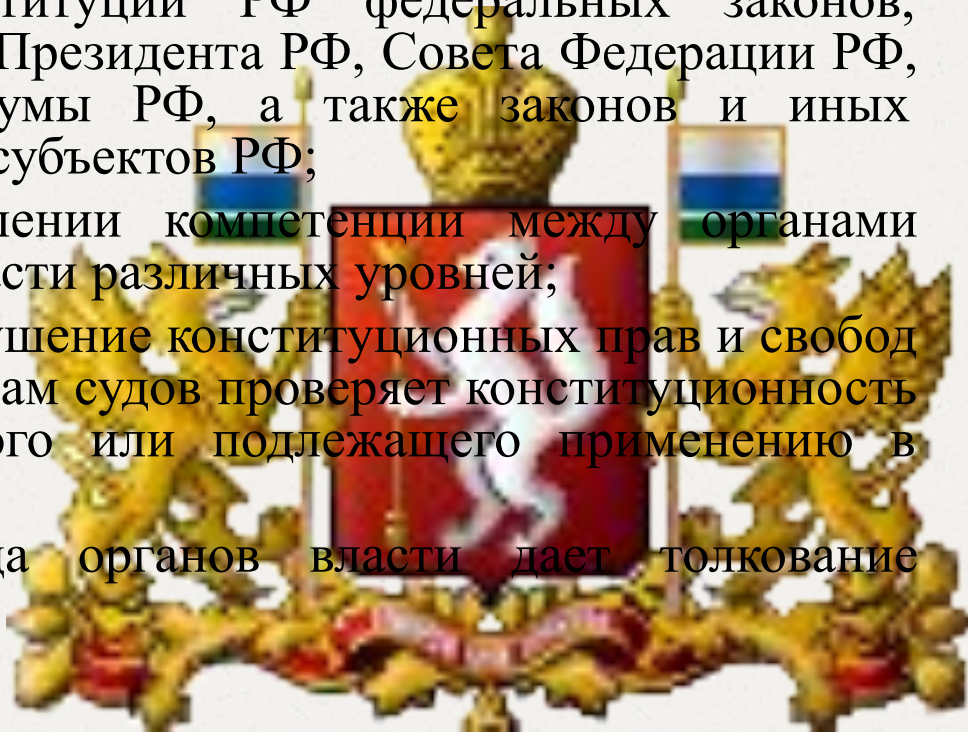 титуции РФ федеральных законов,
Президента РФ, Совета Федерации РФ,
умы РФ, а также законов и иных
субъектов РФ;
лении компетенции между органами
сти различных уровней;
ушение конституционных прав и свобод
ам судов проверяет конституционность
ого или подлежащего применению в
да органов власти дает толкование